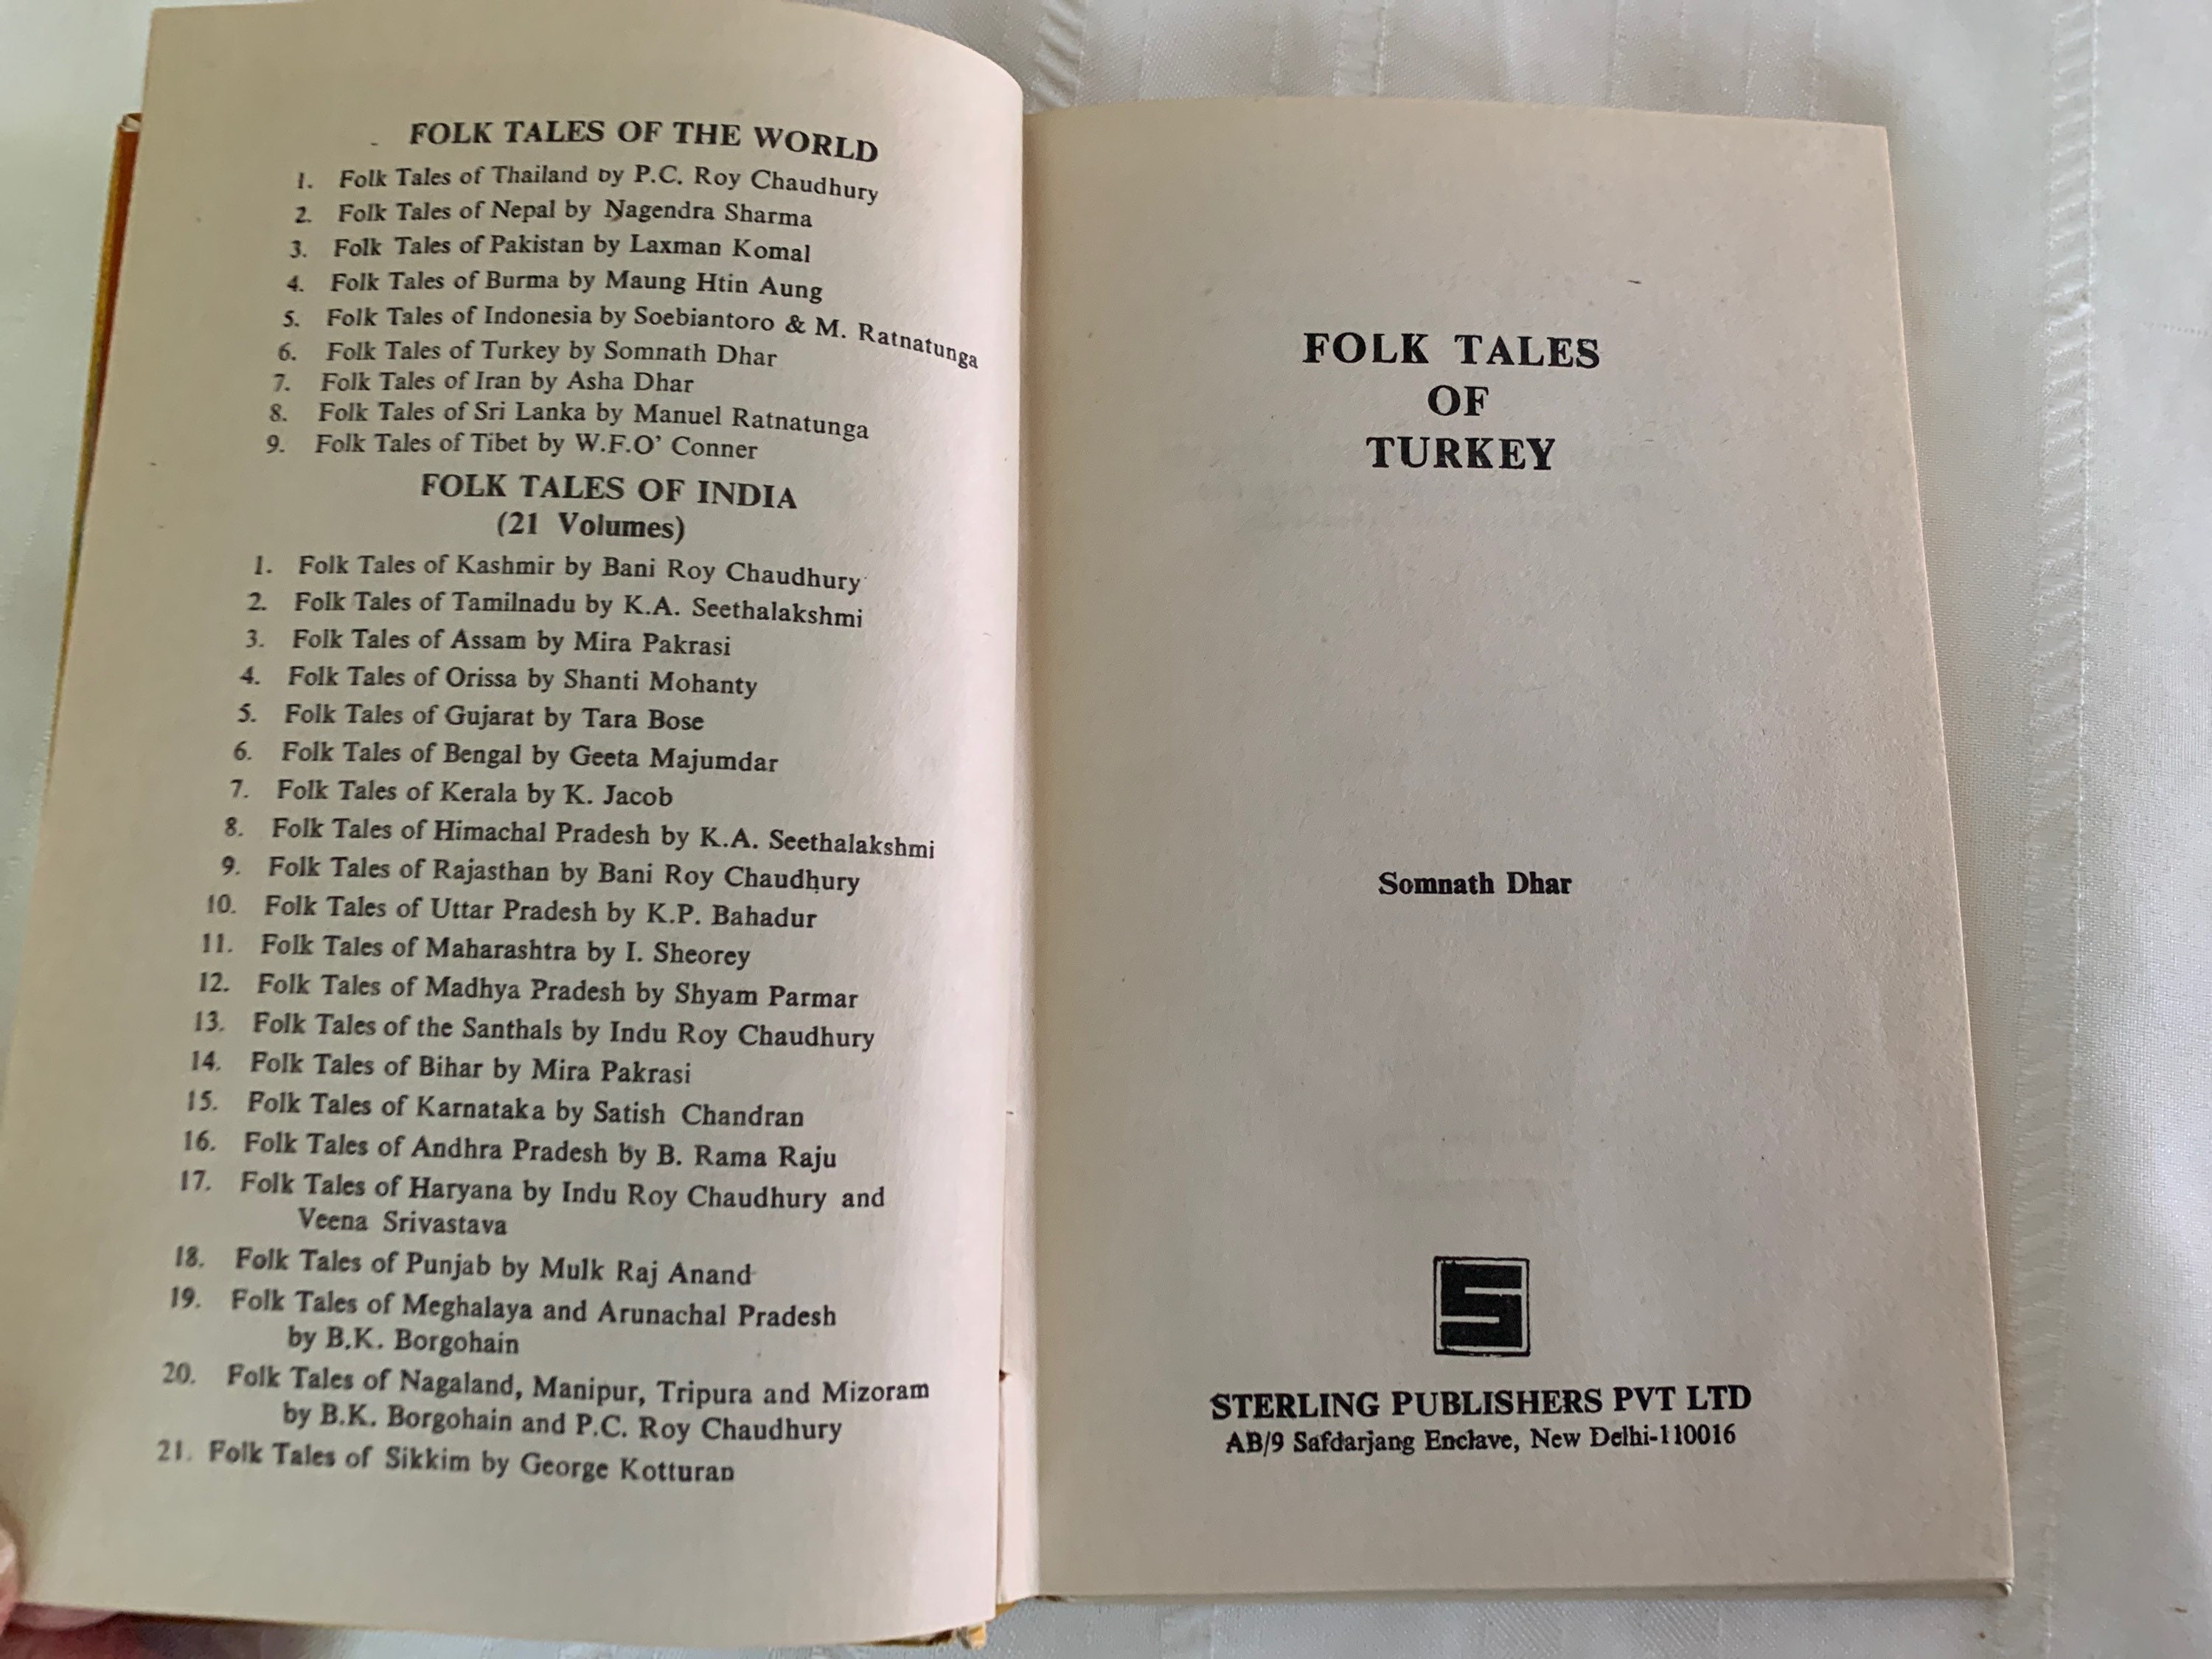 FOLK TALES OF THE WORLD
1. Folk Tales of Thailand by P.C. Roy Chaudhury
2. Folk Tales of Nepal by Nagendra Sharma
3. Folk Tales of Pakistan by Laxman Komal
4. Folk Tales of Burma by Maung Htin Aung
5. Folk Tales of Indonesia by Soebiantoro & M. Ratnatunga
6. Folk Tales of Turkey by Somnath Dhar
7. Folk Tales of Iran by Asha Dhar
8. Folk Tales of Sri Lanka by Manuel Ratnatunga
9. Folk Tales of Tibet by W.F.O' Conner
FOLK TALES OF INDIA
(21 Volumes)
1. Folk Tales of Kashmir by Bani Roy Chaudhury
2. Folk Tales of Tamilnadu by K.A. Seethalakshmi
3. Folk Tales of Assam by Mira Pakrasi
4. Folk Tales of Orissa by Shanti Mohanty
5. Folk Tales of Gujarat by Tara Bose
6. Folk Tales of Bengal by Geeta Majumdar
7. Folk Tales of Kerala by K. Jacob
8. Folk Tales of Himachal Pradesh by K.A. Seethalakshmi
9. Folk Tales of Rajasthan by Bani Roy Chaudhury
10. Folk Tales of Uttar Pradesh by K.P. Bahadur
11. Folk Tales of Maharashtra by I. Sheorey
12. Folk Tales of Madhya Pradesh by Shyam Parmar
13. Folk Tales of the Santhals by Indu Roy Chaudhury
14. Folk Tales of Bihar by Mira Pakrasi
15. Folk Tales of Karnataka by Satish Chandran
16. Folk Tales of Andhra Pradesh by B. Rama Raju
17. Folk Tales of Haryana by Indu Roy Chaudhury and
Veena Srivastava
18. Folk Tales of Punjab by Mulk Raj Anand
19. Folk Tales of Meghalaya and Arunachal Pradesh
by B.K. Borgohain
20. Folk Tales of Nagaland, Manipur, Tripura and Mizoram
by B.K. Borgohain and P.C. Roy Chaudhury
21. Folk Tales of Sikkim by George Kotturan
FOLK TALES
OF
TURKEY
Somnath Dhar
S
STERLING PUBLISHERS PVT LTD
AB/9 Safdarjang Enclave, New Delhi-110016